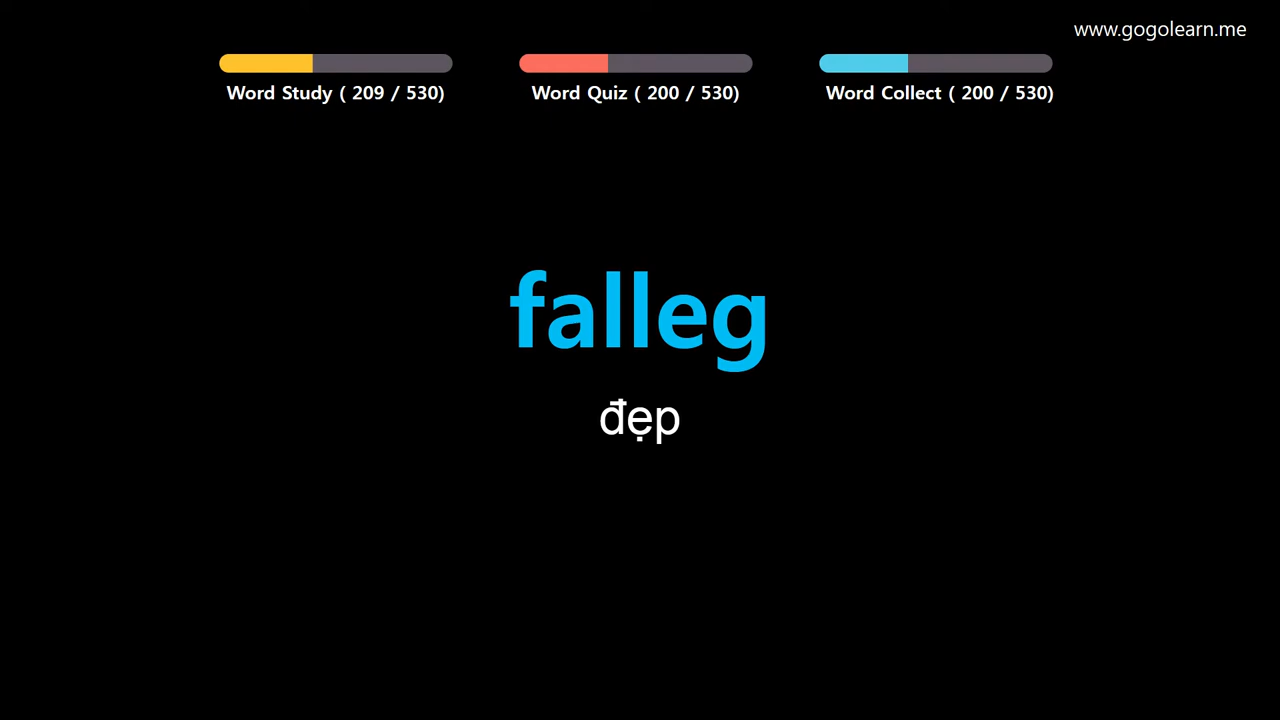 www.gogolearn.me
Word Study ( 209 / 530)
Word Quiz ( 200 / 530)
Word Collect ( 200 / 530)
falleg
đẹp